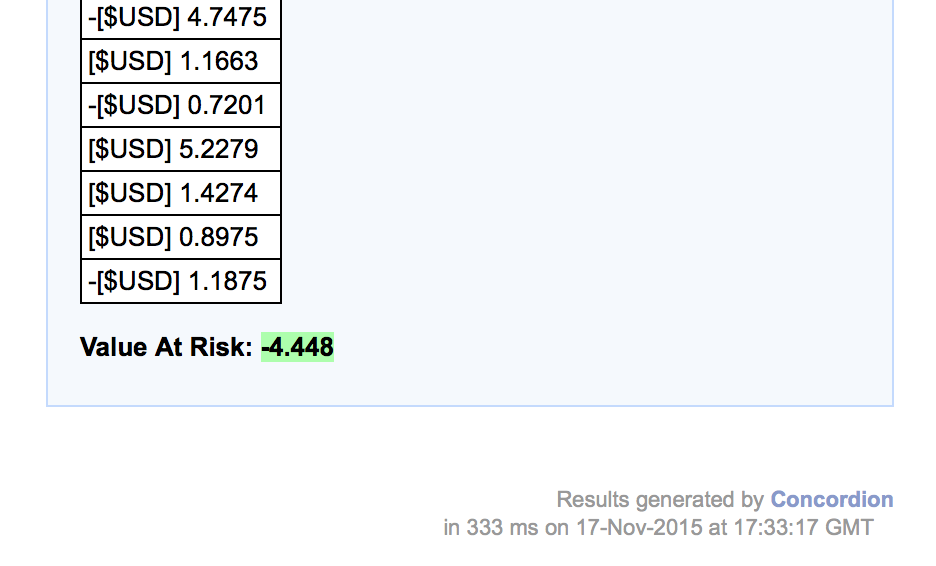 -[$USD] 4.7475
[$USD] 1.1663
-[$USD] 0.7201
[$USD] 5.2279
[$USD] 1.4274
[$USD] 0.8975
-[$USD] 1.1875
Value At Risk: -4.448
Results generated by Concordion
in 333 ms on 17-Nov-2015 at 17:33:17 GMT